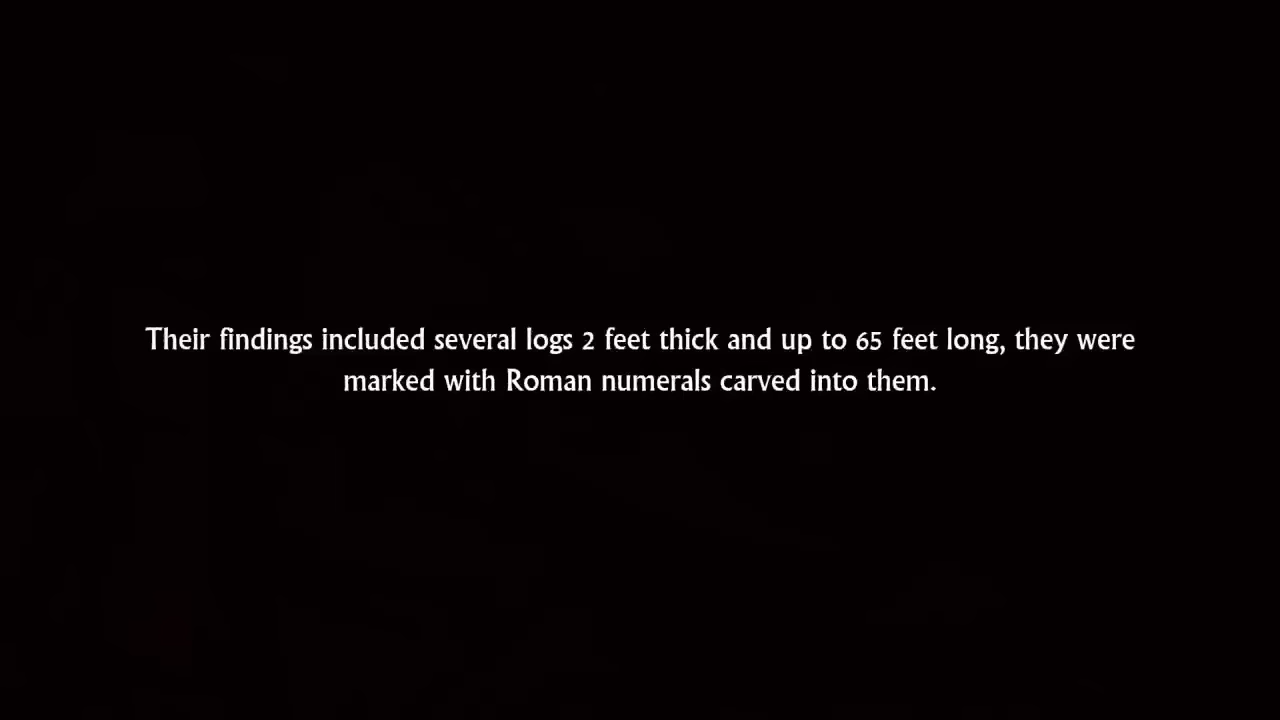 Their findings included several logs 2 feet thick and up to 65 feet long, they were
marked with Roman numerals carved into them.